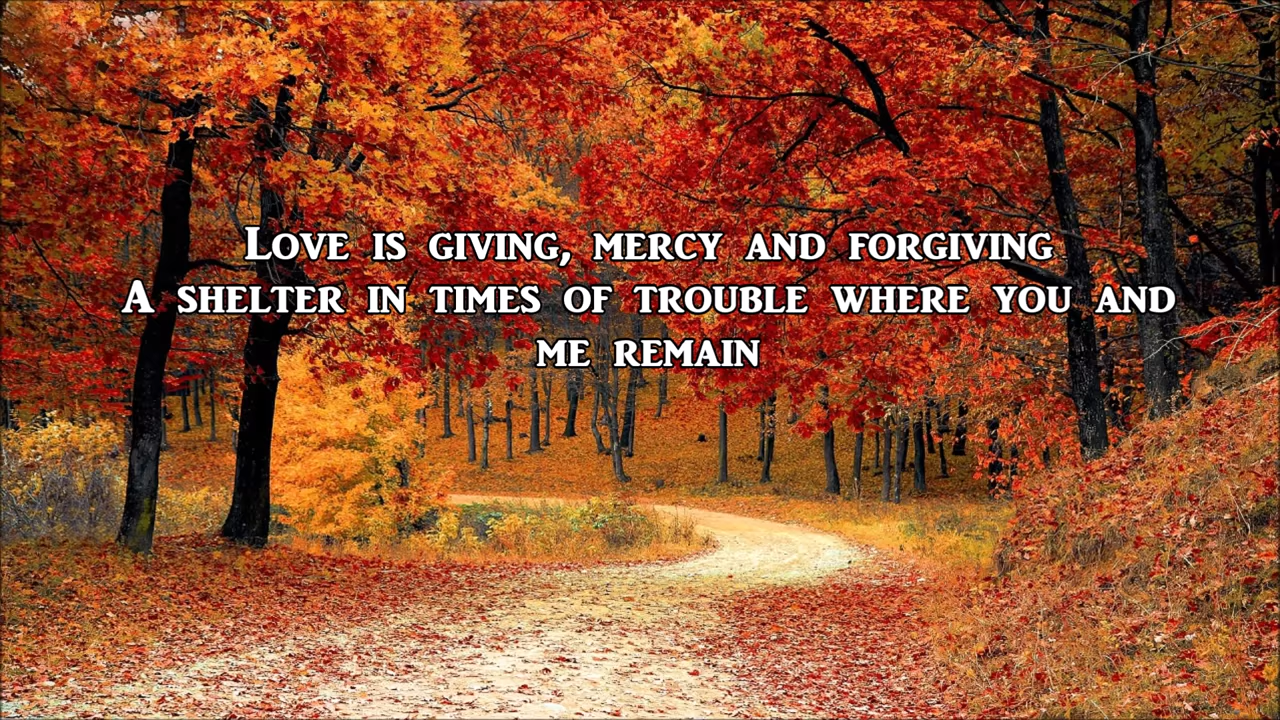 Love is giving, mercy and forgiving
A shelter in times of trouble where you and
me remain